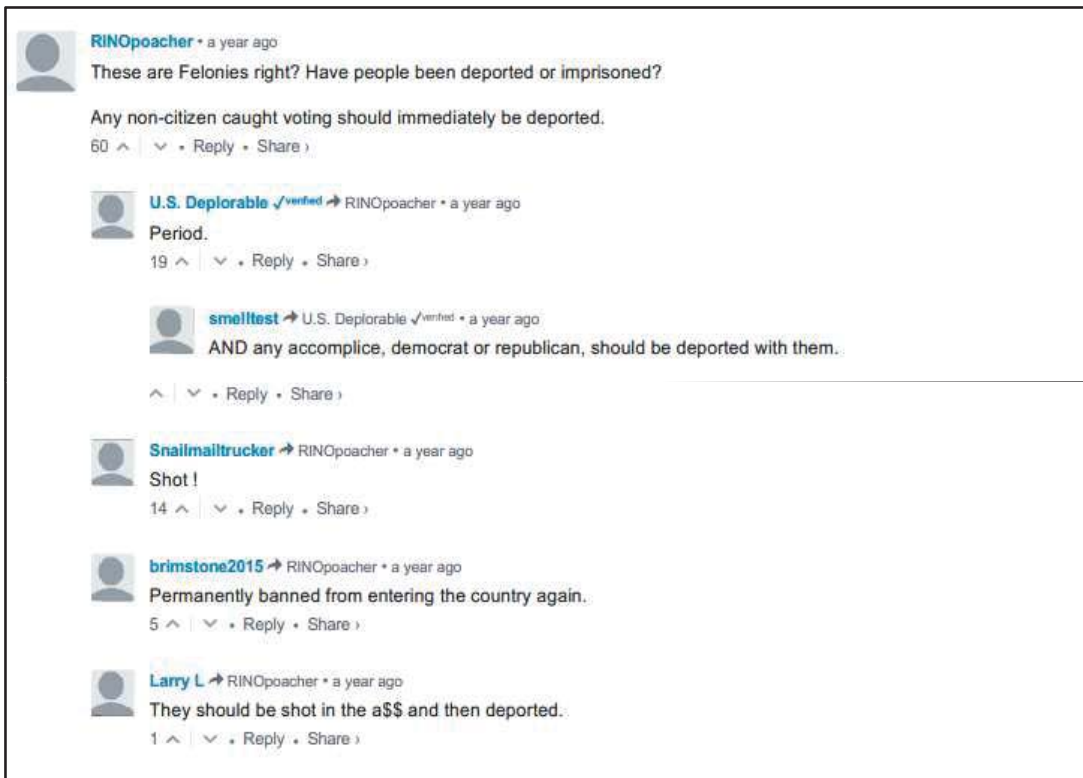 RINOpoacher • a year ago
These are Felonies right? Have people been deported or imprisoned?
Any non-citizen caught voting should immediately be deported.
60 ^ | v • Reply • Share ›
U.S. Deplorable ✓verified → RINOpoacher • a year ago
Period.
19 ^ | v • Reply • Share ›
smelltest → U.S. Deplorable ✓verified • a year ago
AND any accomplice, democrat or republican, should be deported with them.
^ | v • Reply • Share ›
Snailmailtrucker → RINOpoacher • a year ago
Shot !
14 ^ | v • Reply • Share ›
brimstone2015 → RINOpoacher • a year ago
Permanently banned from entering the country again.
5 ^ | v • Reply • Share ›
Larry L → RINOpoacher • a year ago
They should be shot in the a$$ and then deported.
1 ^ | v • Reply • Share ›